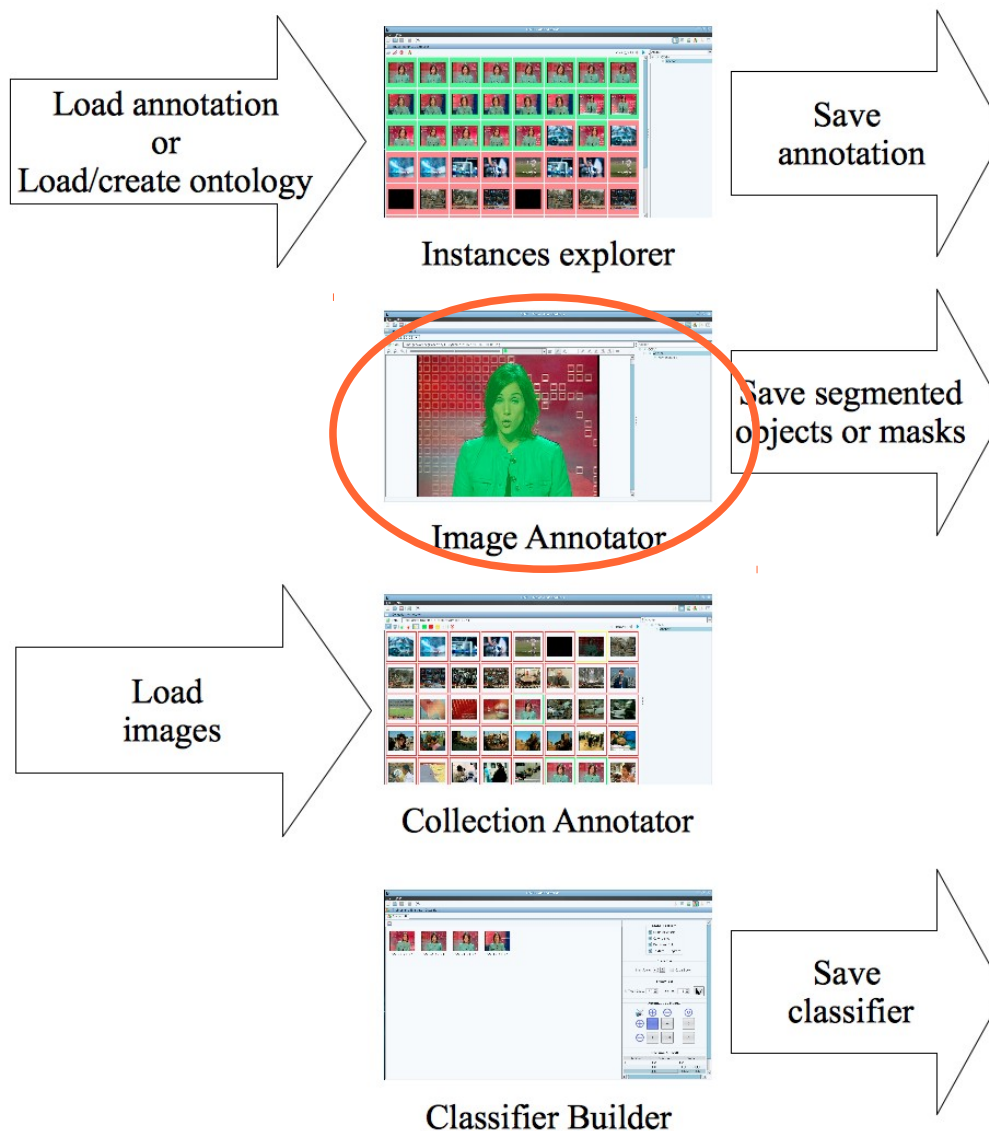 Load annotation
or
Load/create ontology
Save
annotation
Instances explorer
Save segmented
objects or masks
Image Annotator
Load
images
Collection Annotator
Save
classifier
Classifier Builder